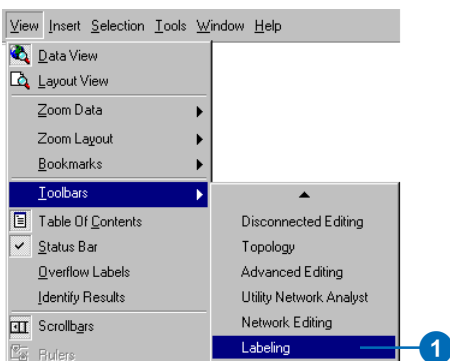 View Insert Selection Tools Window Help
Data View
Layout View
Zoom Data
Zoom Layout
Bookmarks
Toolbars
Table Of Contents
Status Bar
Overflow Labels
Identify Results
Scrollbars
Rulers
Disconnected Editing
Topology
Advanced Editing
Utility Network Analyst
Network Editing
Labeling
1